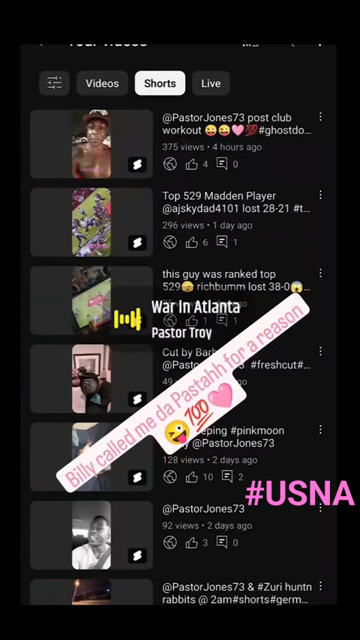 Your videos
Videos
Shorts
Live
@PastorJones73 post club
workout 😜😜🩷💯#ghostdo...
375 views • 4 hours ago
4
0
Top 529 Madden Player
@ajskydad4101 lost 28-21 #t...
296 views • 1 day ago
6
1
this guy was ranked top
529🤣 richbumm lost 38-0😱...
War In Atlanta
Pastor Troy
1
1
Billy called me da Pastahh for a reason
😜💯🩷
Cut by Barb
#freshcut#...
@Pasto
49
#pinkmoon
@PastorJones73
128 views • 2 days ago
10
2
#USNA
@PastorJones73
92 views • 2 days ago
3
0
@PastorJones73 & #Zuri huntn
rabbits @ 2am#shorts#germ...